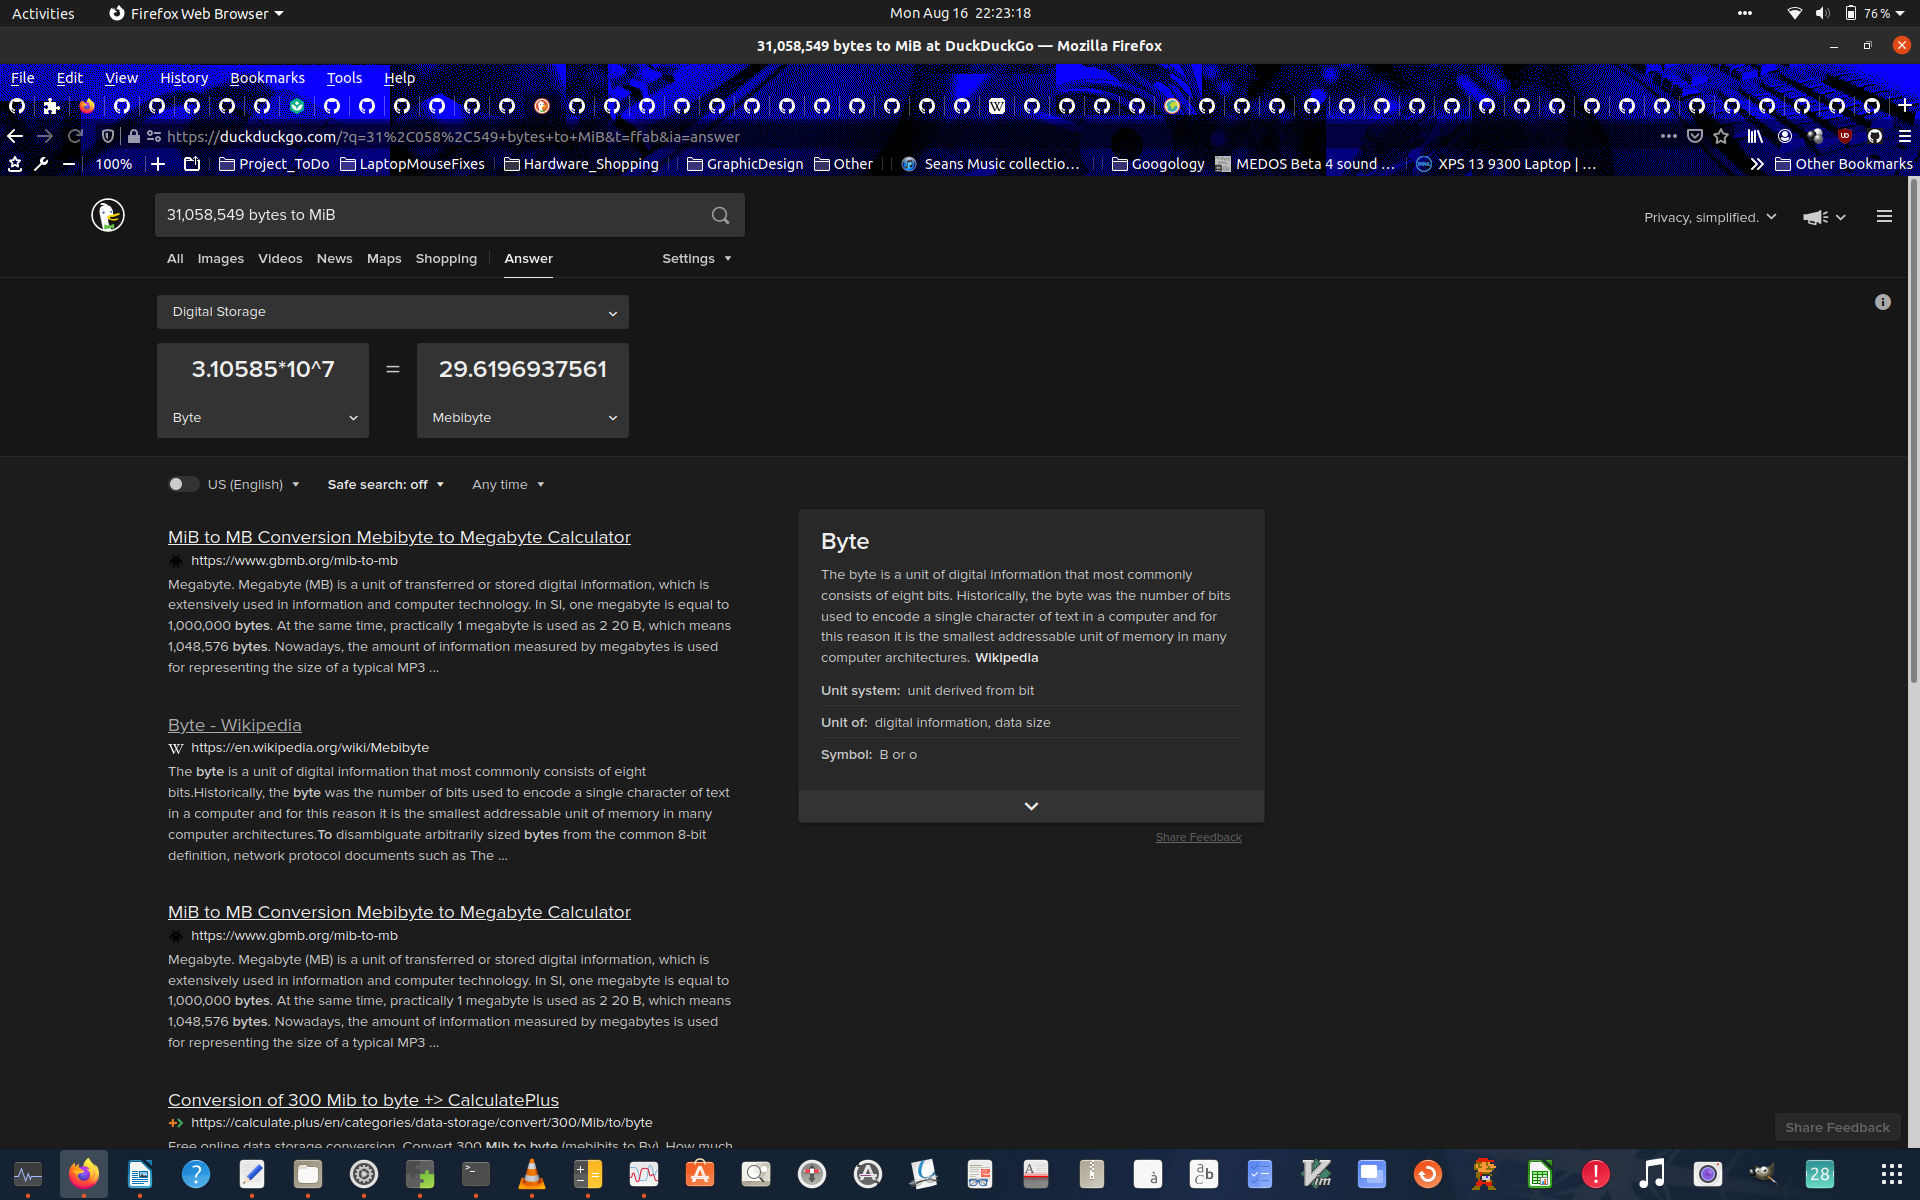 Activities
Firefox Web Browser
Mon Aug 16 22:23:18
76%
31,058,549 bytes to MiB at DuckDuckGo — Mozilla Firefox
File Edit View History Bookmarks Tools Help
https://duckduckgo.com/?q=31%2C058%2C549+bytes+to+MiB&t=ffab&ia=answer
100%
Project_ToDo
LaptopMouseFixes
Hardware_Shopping
GraphicDesign
Other
Seans Music collectio…
Googology
MEDOS Beta 4 sound …
XPS 13 9300 Laptop | …
Other Bookmarks
31,058,549 bytes to MiB
Privacy, simplified.
All Images Videos News Maps Shopping Answer Settings
Digital Storage
3.10585*10^7 = 29.6196937561
Byte Mebibyte
US (English) Safe search: off Any time
MiB to MB Conversion Mebibyte to Megabyte Calculator
https://www.gbmb.org/mib-to-mb
Megabyte. Megabyte (MB) is a unit of transferred or stored digital information, which is
extensively used in information and computer technology. In SI, one megabyte is equal to
1,000,000 bytes. At the same time, practically 1 megabyte is used as 2 20 B, which means
1,048,576 bytes. Nowadays, the amount of information measured by megabytes is used
for representing the size of a typical MP3 ...
Byte - Wikipedia
https://en.wikipedia.org/wiki/Mebibyte
The byte is a unit of digital information that most commonly consists of eight
bits.Historically, the byte was the number of bits used to encode a single character of text
in a computer and for this reason it is the smallest addressable unit of memory in many
computer architectures.To disambiguate arbitrarily sized bytes from the common 8-bit
definition, network protocol documents such as The ...
MiB to MB Conversion Mebibyte to Megabyte Calculator
https://www.gbmb.org/mib-to-mb
Megabyte. Megabyte (MB) is a unit of transferred or stored digital information, which is
extensively used in information and computer technology. In SI, one megabyte is equal to
1,000,000 bytes. At the same time, practically 1 megabyte is used as 2 20 B, which means
1,048,576 bytes. Nowadays, the amount of information measured by megabytes is used
for representing the size of a typical MP3 ...
Conversion of 300 Mib to byte +> CalculatePlus
https://calculate.plus/en/categories/data-storage/convert/300/Mib/to/byte
Free online data storage conversion. Convert 300 Mib to byte (mebibits to By). How much
Byte
The byte is a unit of digital information that most commonly
consists of eight bits. Historically, the byte was the number of bits
used to encode a single character of text in a computer and for
this reason it is the smallest addressable unit of memory in many
computer architectures. Wikipedia
Unit system: unit derived from bit
Unit of: digital information, data size
Symbol: B or o
Share Feedback
Share Feedback
28